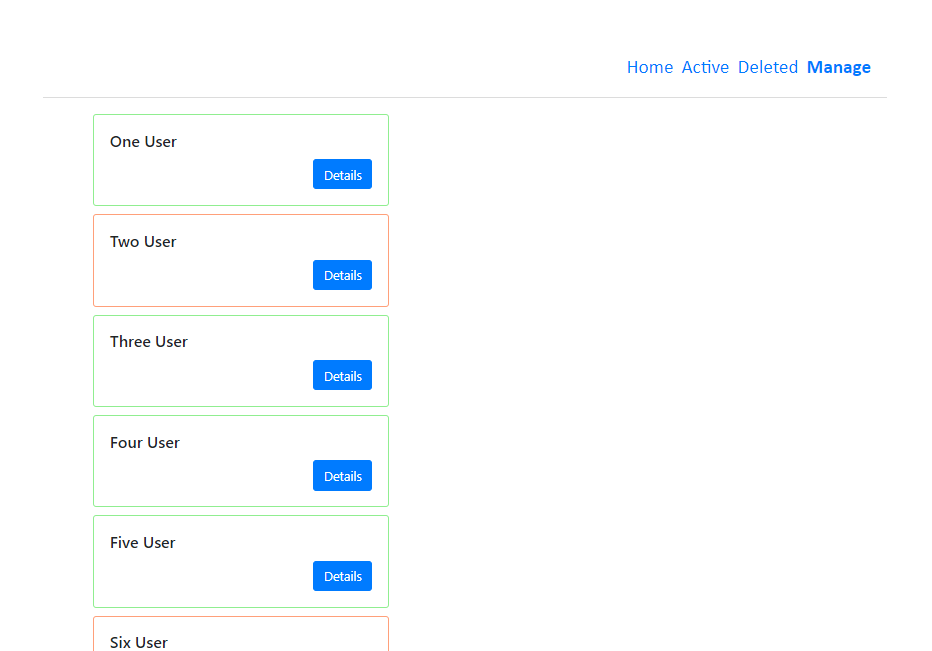 Home Active Deleted Manage
One User
Details
Two User
Details
Three User
Details
Four User
Details
Five User
Details
Six User